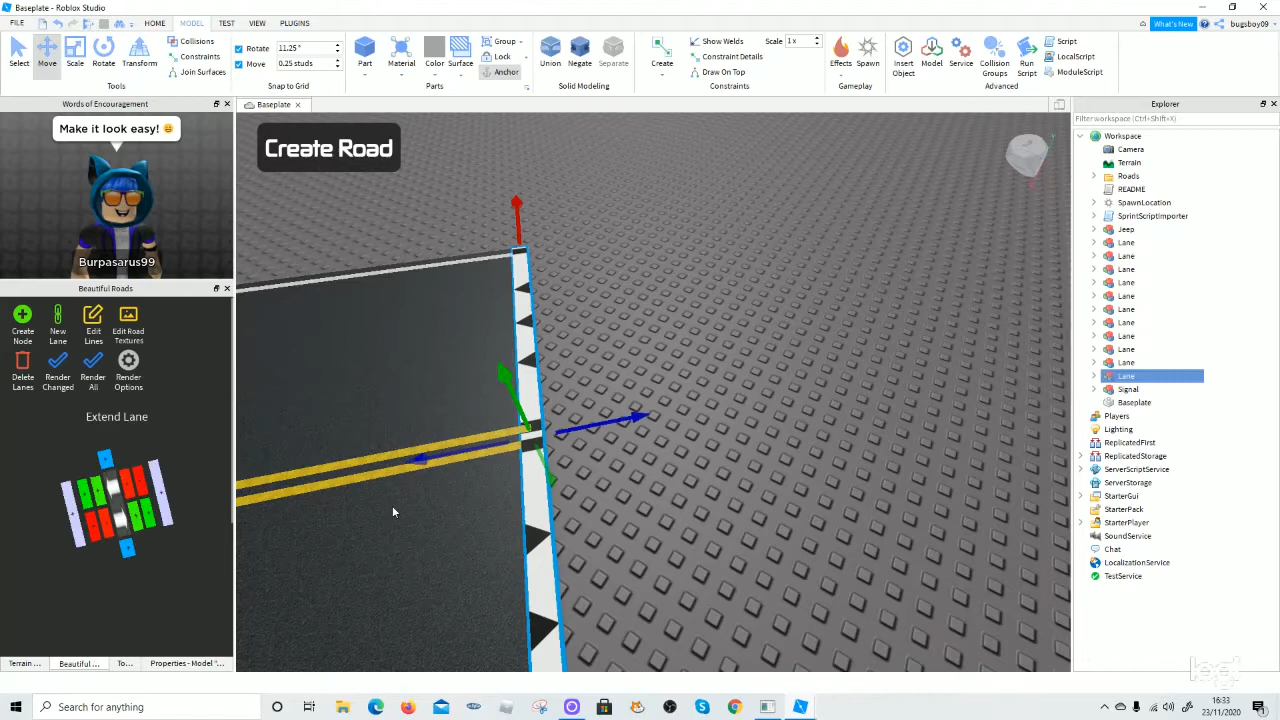 Baseplate - Roblox Studio
FILE HOME MODEL TEST VIEW PLUGINS
What's New bugsboy09
Select Move Scale Rotate Transform
Collisions
Constraints
Join Surfaces
Tools
Rotate 11.25 °
Move 0.25 studs
Snap to Grid
Part Material Color Surface
Group
Lock
Anchor
Parts
Union Negate Separate
Solid Modeling
Create
Show Welds Scale 1 x
Constraint Details
Draw On Top
Constraints
Effects Spawn
Gameplay
Insert Object
Model Service
Collision Groups
Run Script
Script
LocalScript
ModuleScript
Advanced
Words of Encouragement
Make it look easy!
Burpasarus99
Beautiful Roads
Create Node
New Lane
Edit Lines
Edit Road Textures
Delete Lanes
Render Changed
Render All
Render Options
Extend Lane
Terrain ... Beautiful ... To... Properties - Model "...
Baseplate
Create Road
Explorer
Filter workspace (Ctrl+Shift+X)
Workspace
Camera
Terrain
Roads
README
SpawnLocation
SprintScriptImporter
Jeep
Lane
Lane
Lane
Lane
Lane
Lane
Lane
Lane
Lane
Lane
Lane
Signal
Baseplate
Players
Lighting
ReplicatedFirst
ReplicatedStorage
ServerScriptService
ServerStorage
StarterGui
StarterPack
StarterPlayer
SoundService
Chat
LocalizationService
TestService
Type here to search
16:33
23/11/2020